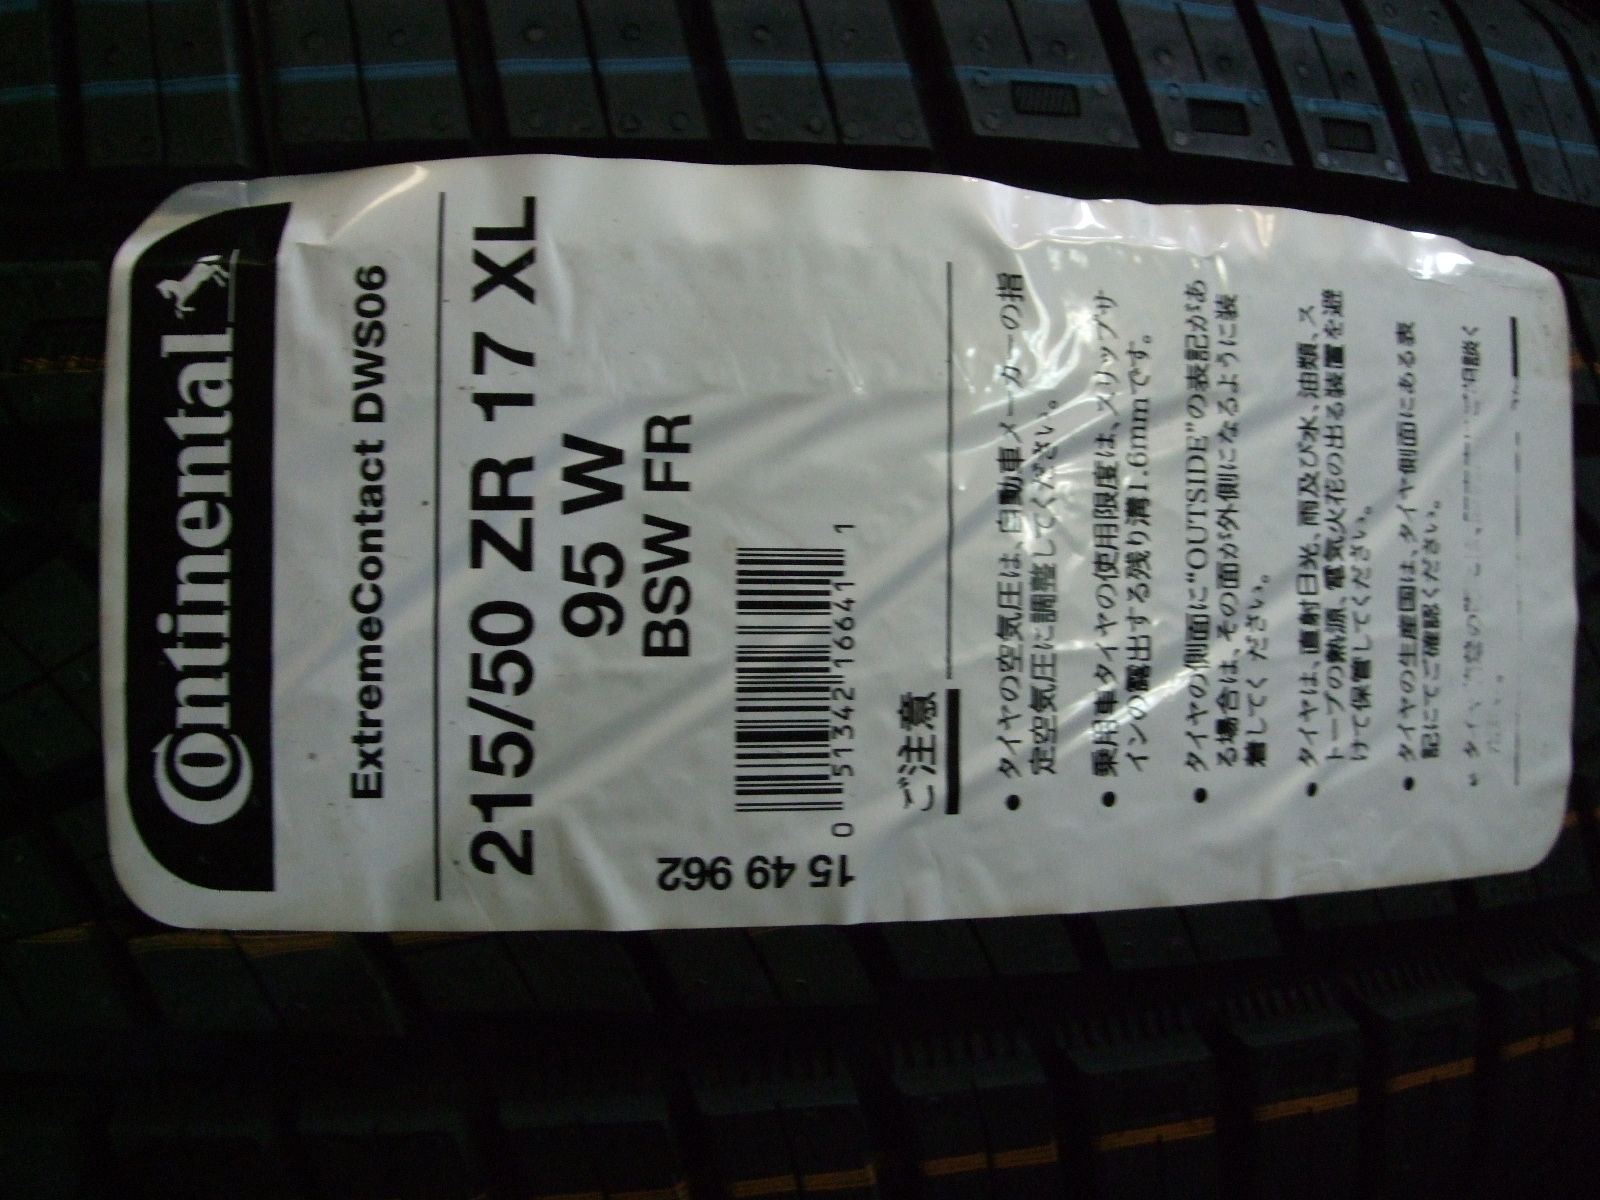 Continental
ExtremeContact DWS06
215/50 ZR 17 XL
95 W
BSW FR
0 51342 16641 1
15 49 962
ご注意
● タイヤの空気圧は、自動車メーカーの指
定空気圧に調整してください。
● 乗用車タイヤの使用限度は、スリップサ
インの露出する残り溝1.6mmです。
● タイヤの側面に"OUTSIDE"の表記があ
る場合は、その面が外側になるように装
着してください。
● タイヤは、直射日光、雨及び水、油類、ス
トーブの熱源、電気火花の出る装置を避
けて保管してください。
● タイヤの生産国は、タイヤ側面にある表
記にてご確認ください。